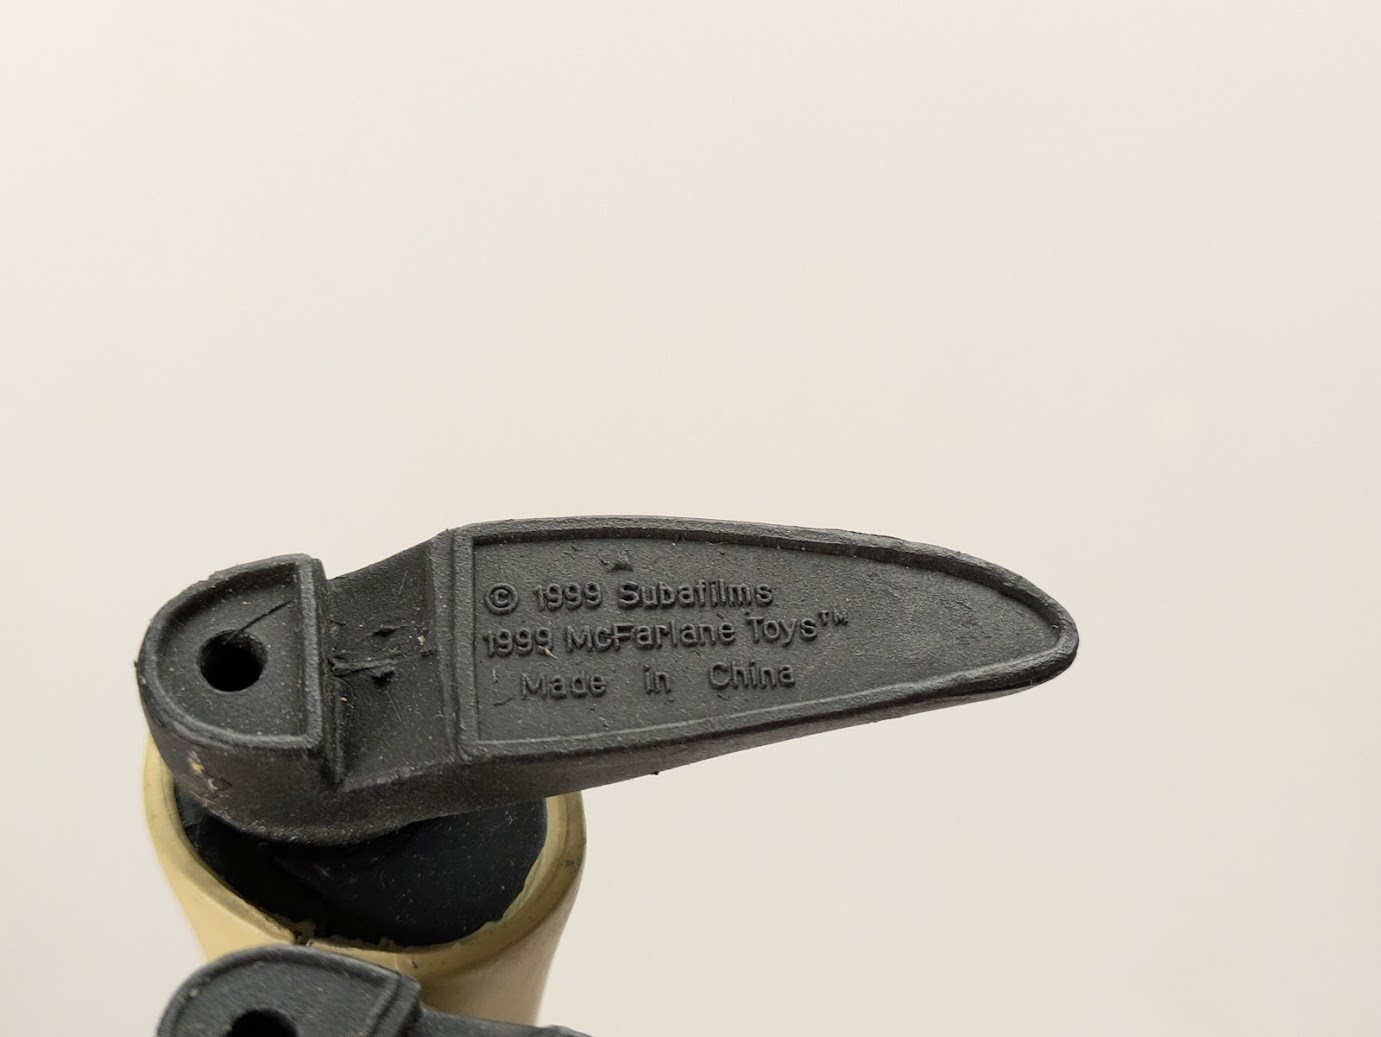 © 1999 Subafilms
1999 McFarlane Toys™
Made in China